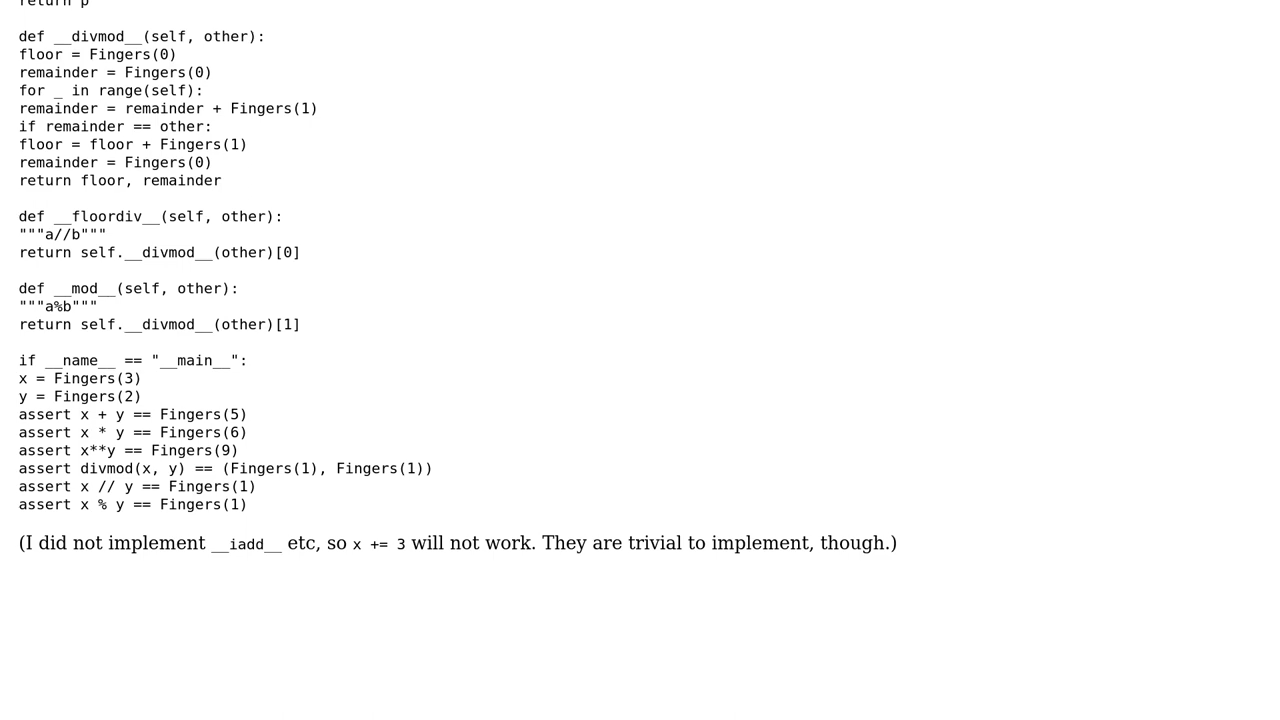 return p
def __divmod__(self, other):
floor = Fingers(0)
remainder = Fingers(0)
for _ in range(self):
remainder = remainder + Fingers(1)
if remainder == other:
floor = floor + Fingers(1)
remainder = Fingers(0)
return floor, remainder
def __floordiv__(self, other):
"""a//b"""
return self.__divmod__(other)[0]
def __mod__(self, other):
"""a%b"""
return self.__divmod__(other)[1]
if __name__ == "__main__":
x = Fingers(3)
y = Fingers(2)
assert x + y == Fingers(5)
assert x * y == Fingers(6)
assert x**y == Fingers(9)
assert divmod(x, y) == (Fingers(1), Fingers(1))
assert x // y == Fingers(1)
assert x % y == Fingers(1)
(I did not implement __iadd__ etc, so x += 3 will not work. They are trivial to implement, though.)